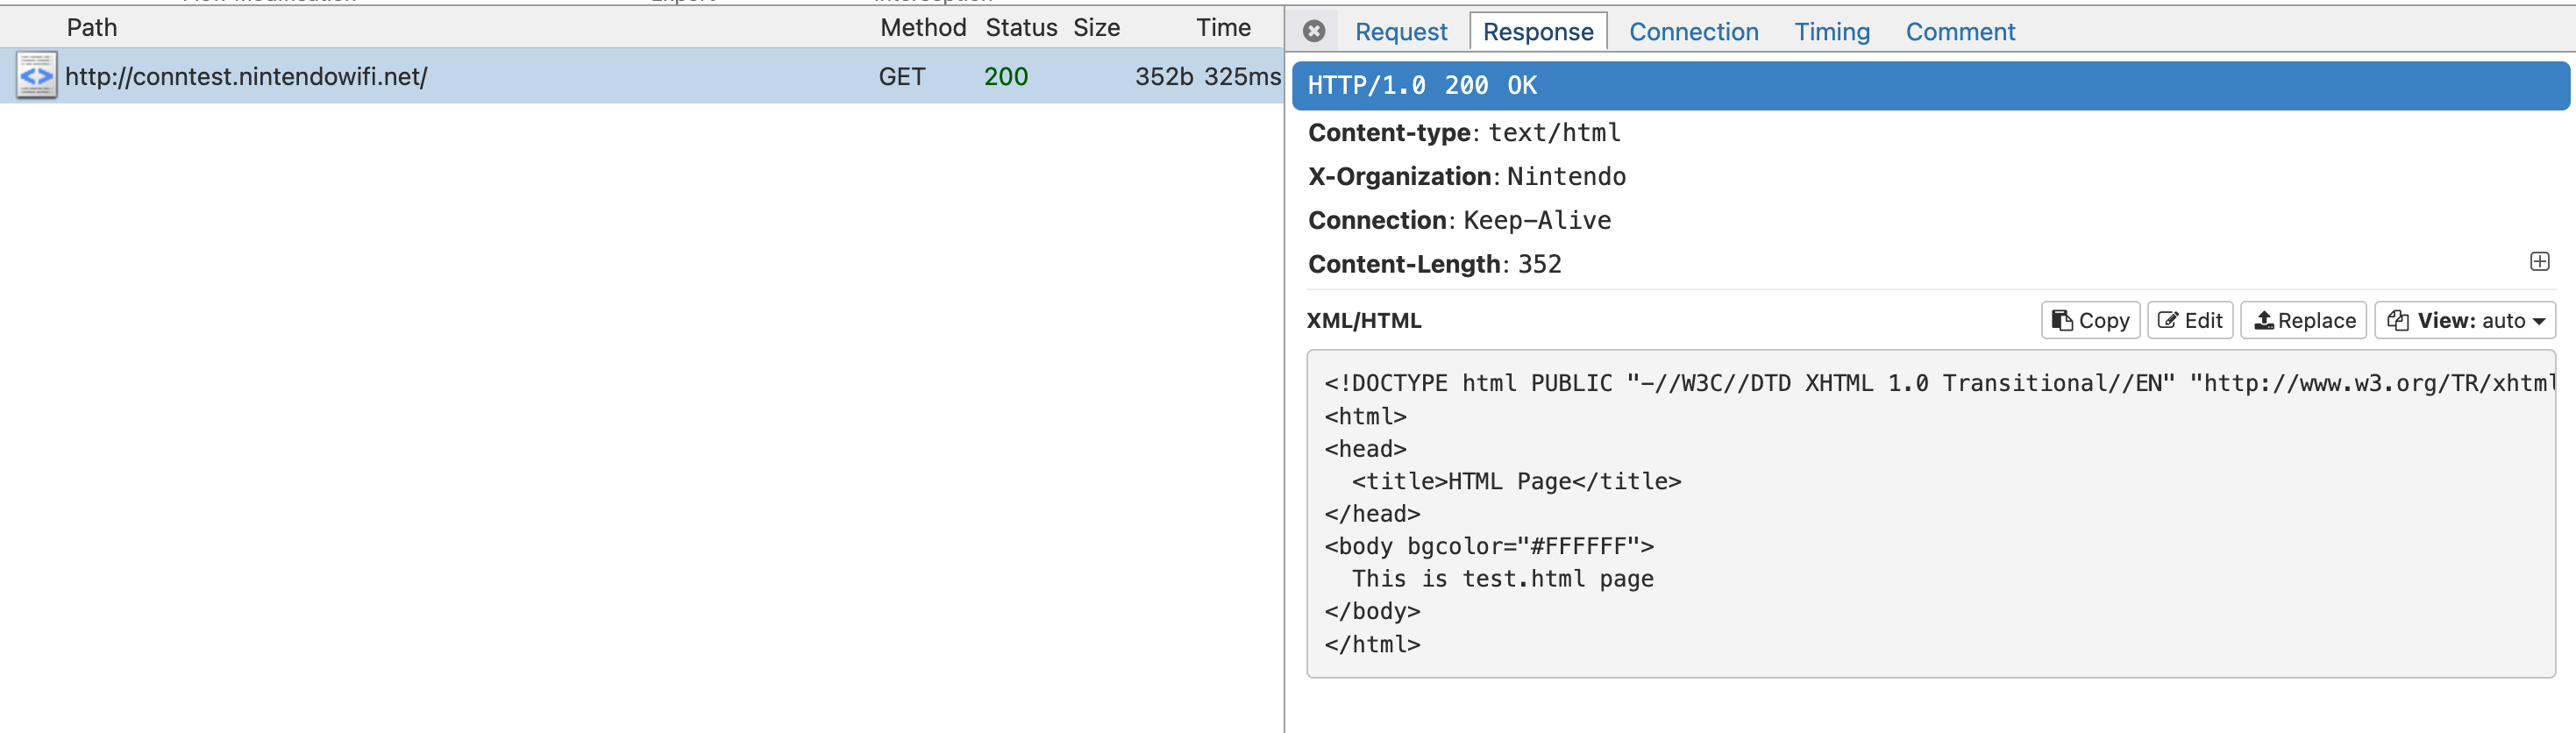 Path Method Status Size Time
http://conntest.nintendowifi.net/ GET 200 352b 325ms
Request Response Connection Timing Comment
HTTP/1.0 200 OK
Content-type: text/html
X-Organization: Nintendo
Connection: Keep-Alive
Content-Length: 352
XML/HTML Copy Edit Replace View: auto
<!DOCTYPE html PUBLIC "-//W3C//DTD XHTML 1.0 Transitional//EN" "http://www.w3.org/TR/xhtml
<html>
<head>
  <title>HTML Page</title>
</head>
<body bgcolor="#FFFFFF">
  This is test.html page
</body>
</html>